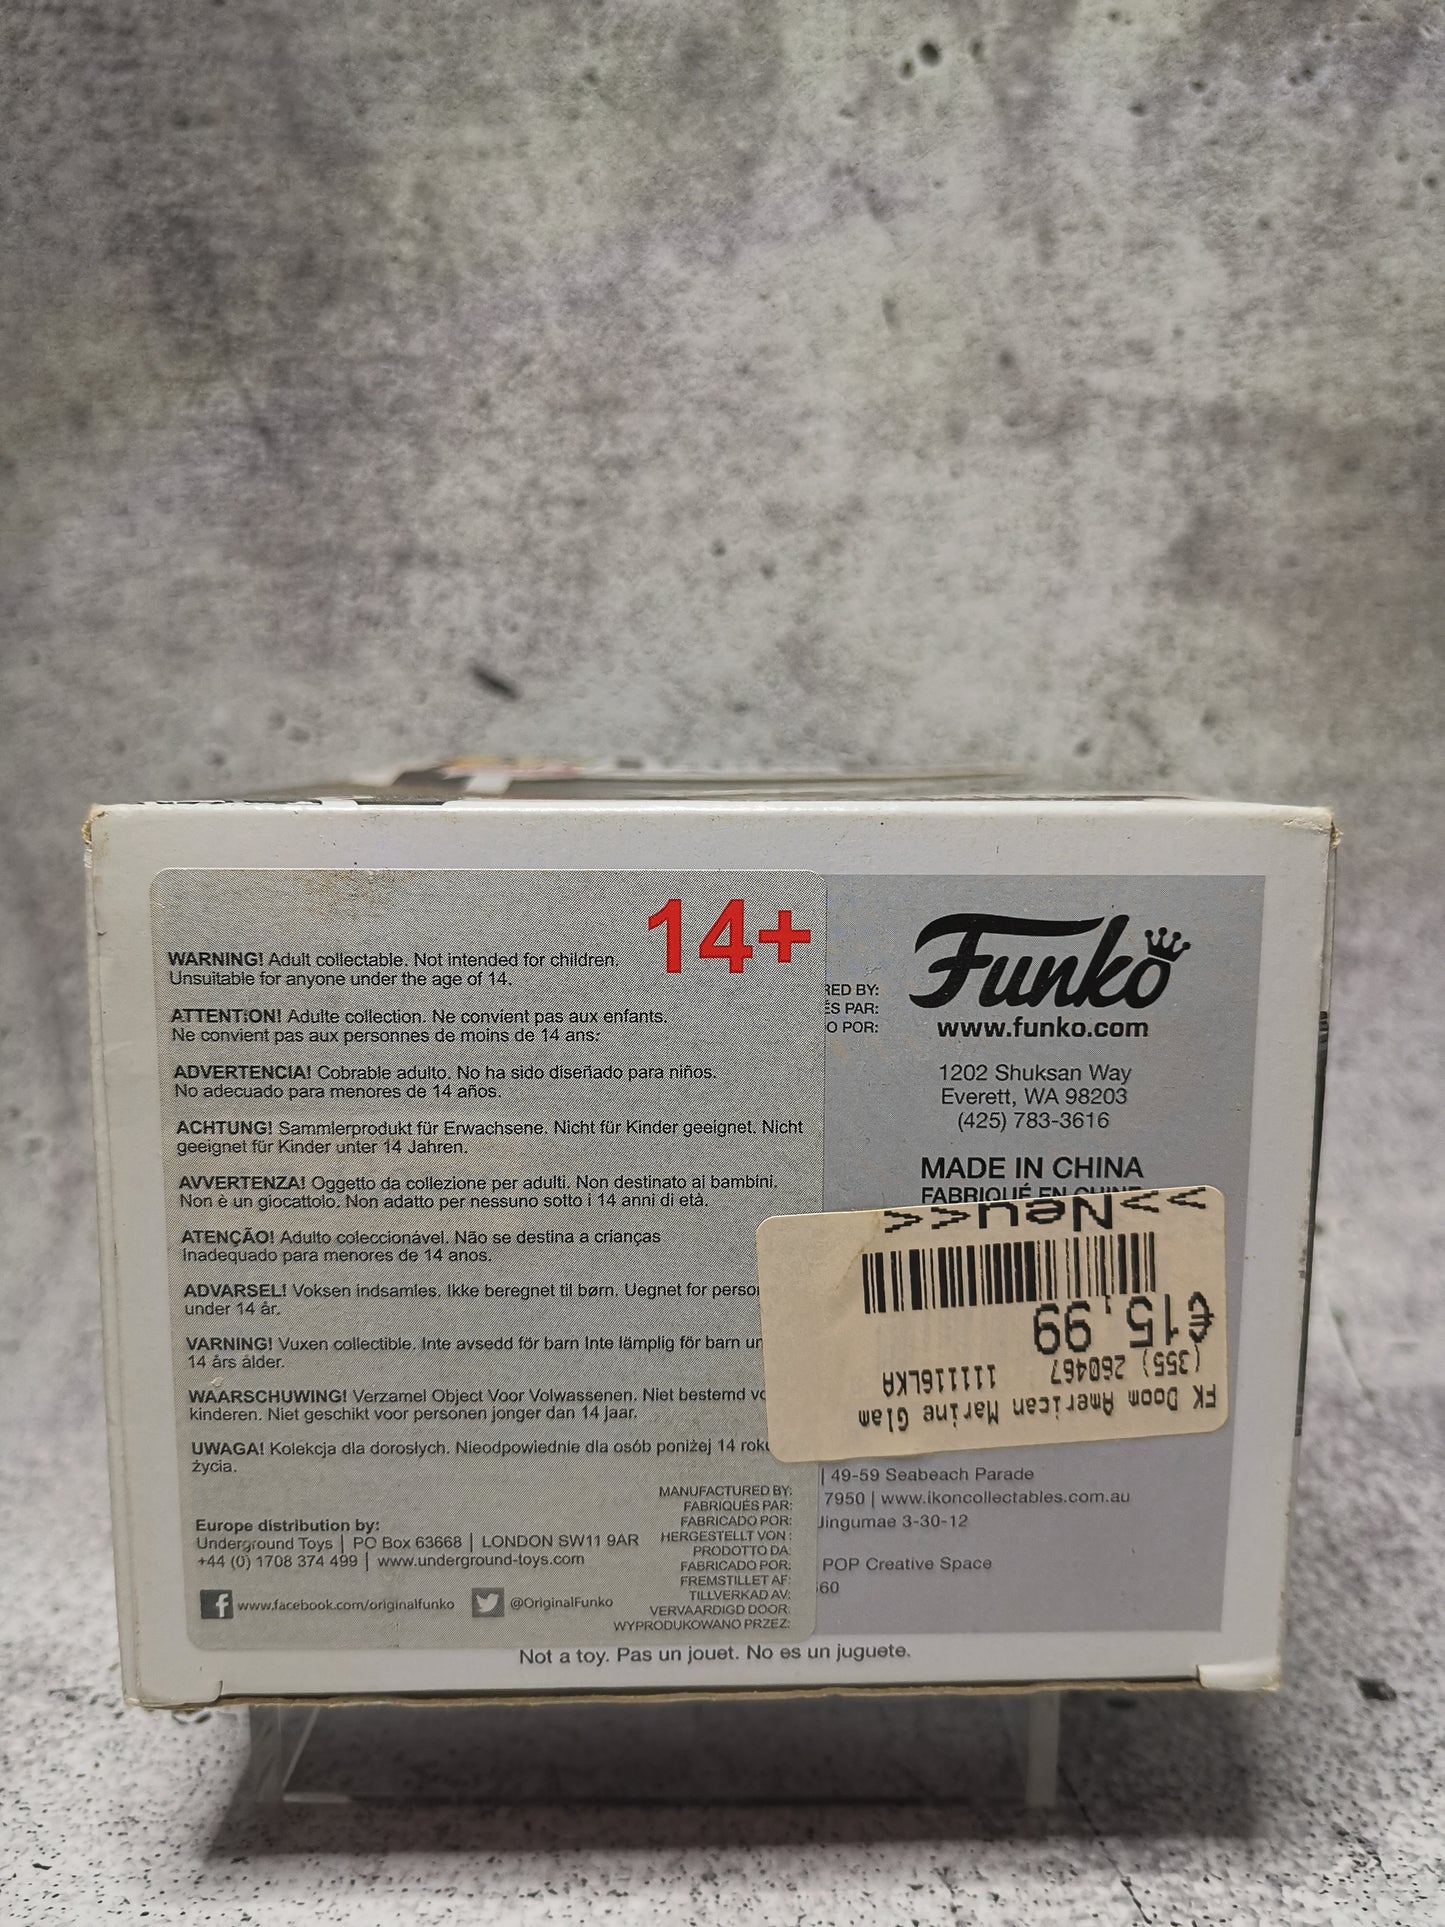 14+
WARNING! Adult collectable. Not intended for children.
Unsuitable for anyone under the age of 14.
ATTENTION! Adulte collection. Ne convient pas aux enfants.
Ne convient pas aux personnes de moins de 14 ans.
ADVERTENCIA! Cobrable adulto. No ha sido diseñado para niños.
No adecuado para menores de 14 años.
ACHTUNG! Sammlerprodukt für Erwachsene. Nicht für Kinder geeignet. Nicht
geeignet für Kinder unter 14 Jahren.
AVVERTENZA! Oggetto da collezione per adulti. Non destinato ai bambini.
Non è un giocattolo. Non adatto per nessuno sotto i 14 anni di età.
ATENÇÃO! Adulto coleccionável. Não se destina a crianças
Inadequado para menores de 14 anos.
ADVARSEL! Voksen indsamles. Ikke beregnet til børn. Uegnet for perso
under 14 år.
VARNING! Vuxen collectible. Inte avsedd för barn Inte lämplig för barn un
14 års ålder.
WAARSCHUWING! Verzamel Object Voor Volwassenen. Niet bestemd vo
kinderen. Niet geschikt voor personen jonger dan 14 jaar.
UWAGA! Kolekcja dla dorosłych. Nieodpowiednie dla osób poniżej 14 roku
życia.
MANUFACTURED BY:
FABRIQUÉS PAR:
FABRICADO POR:
HERGESTELLT VON :
PRODOTTO DA:
FABRICADO POR:
FREMSTILLET AF:
TILLVERKAD AV:
VERVAARDIGD DOOR:
WYPRODUKOWANO PRZEZ:
Europe distribution by:
Underground Toys | PO Box 63668 | LONDON SW11 9AR
+44 (0) 1708 374 499 | www.underground-toys.com
www.facebook.com/originalfunko @OriginalFunko
RED BY:
ÉS PAR:
O POR:
Funko
www.funko.com
1202 Shuksan Way
Everett, WA 98203
(425) 783-3616
MADE IN CHINA
FABRIQUÉ EN CHINE
FK Doom American Marine Glam
(355) 260467 111116LKA
€15,99
>>Neu<<
| 49-59 Seabeach Parade
7950 | www.ikoncollectables.com.au
Jingumae 3-30-12
POP Creative Space
60
Not a toy. Pas un jouet. No es un juguete.